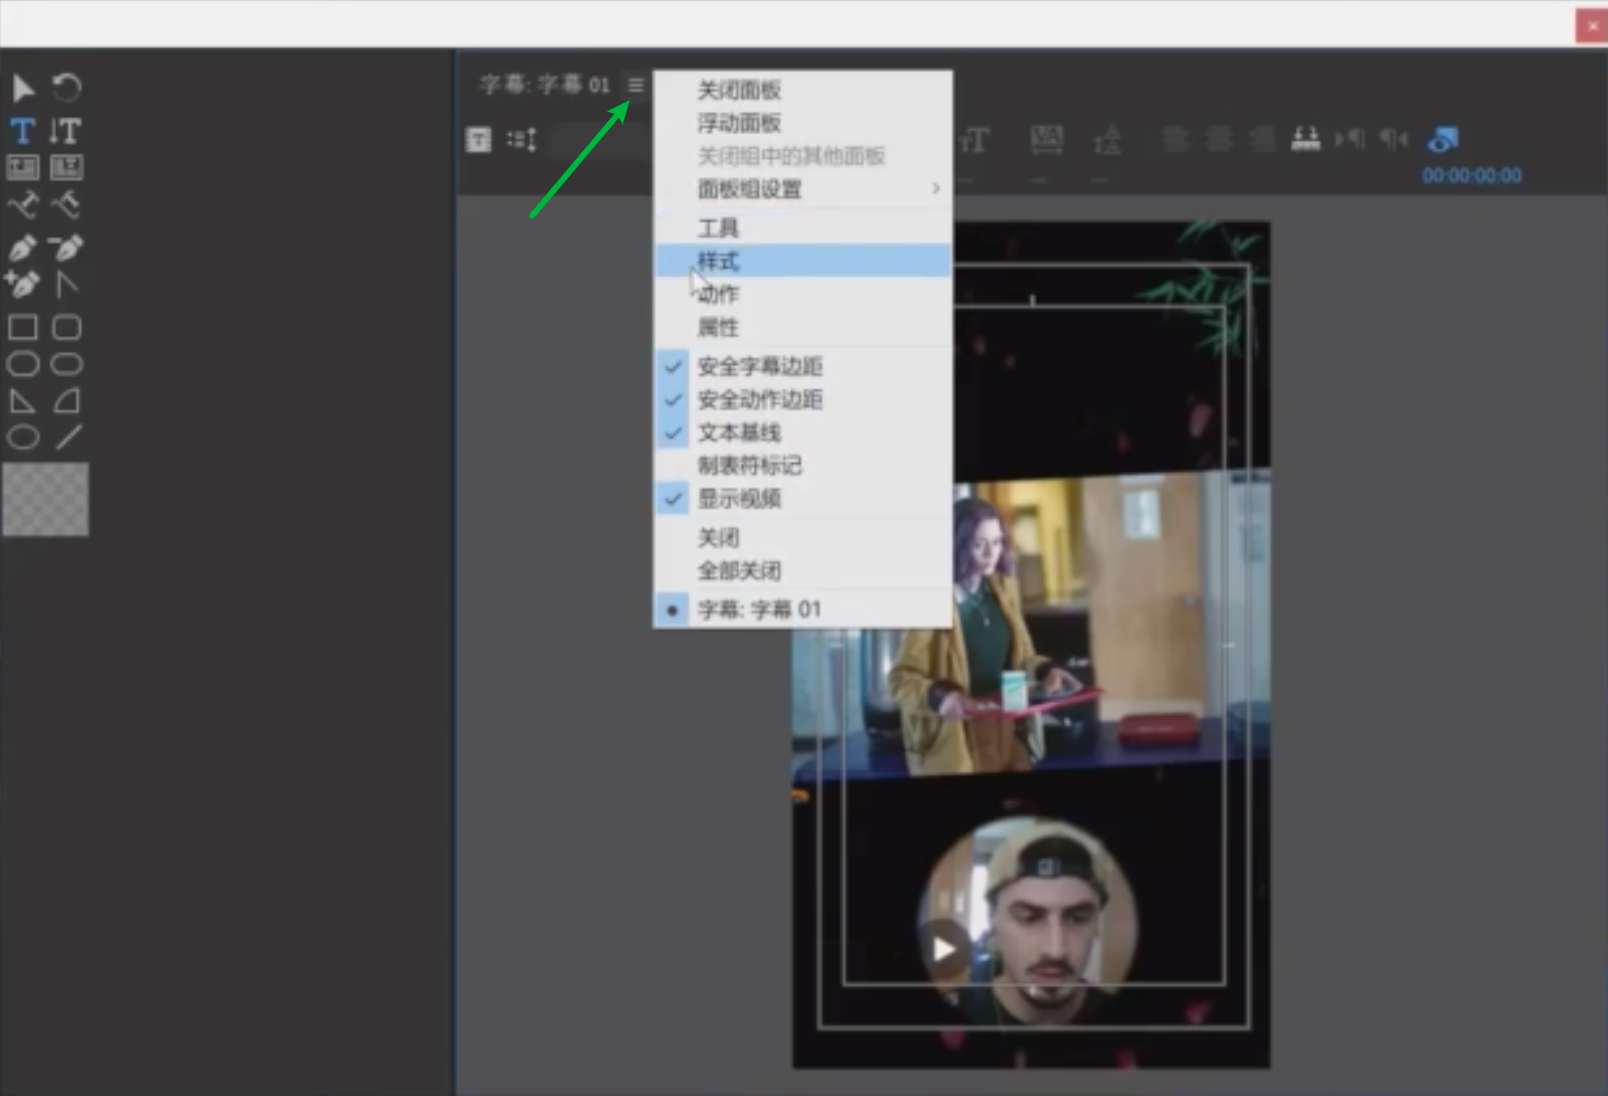 字幕: 字幕 01
关闭面板
浮动面板
关闭组中的其他面板
面板组设置
工具
样式
动作
属性
安全字幕边距
安全动作边距
文本基线
制表符标记
显示视频
关闭
全部关闭
字幕: 字幕 01
00:00:00:00